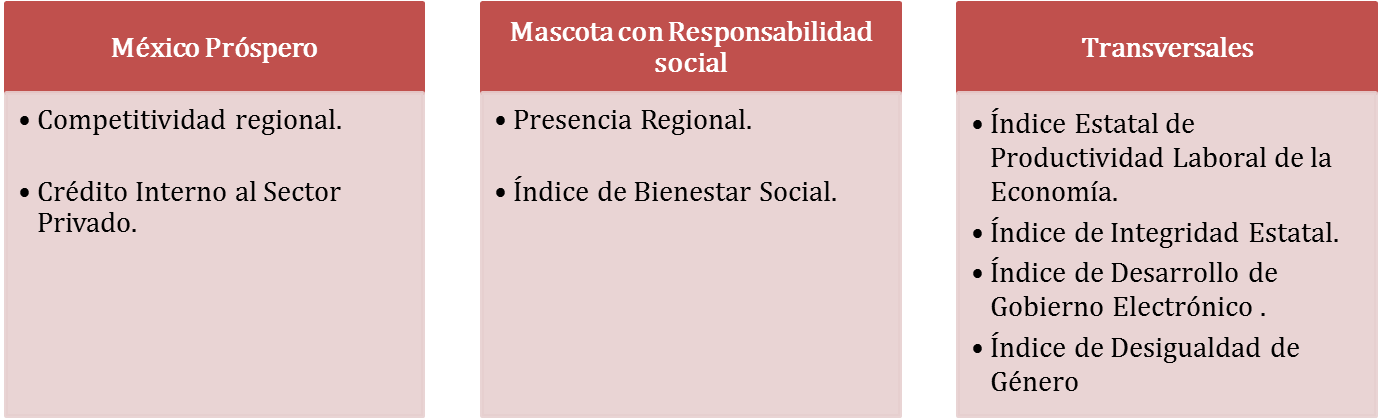 México Próspero
• Competitividad regional.
• Crédito Interno al Sector
Privado.
Mascota con Responsabilidad
social
• Presencia Regional.
• Índice de Bienestar Social.
Transversales
• Índice Estatal de
Productividad Laboral de la
Economía.
• Índice de Integridad Estatal.
• Índice de Desarrollo de
Gobierno Electrónico .
• Índice de Desigualdad de
Género